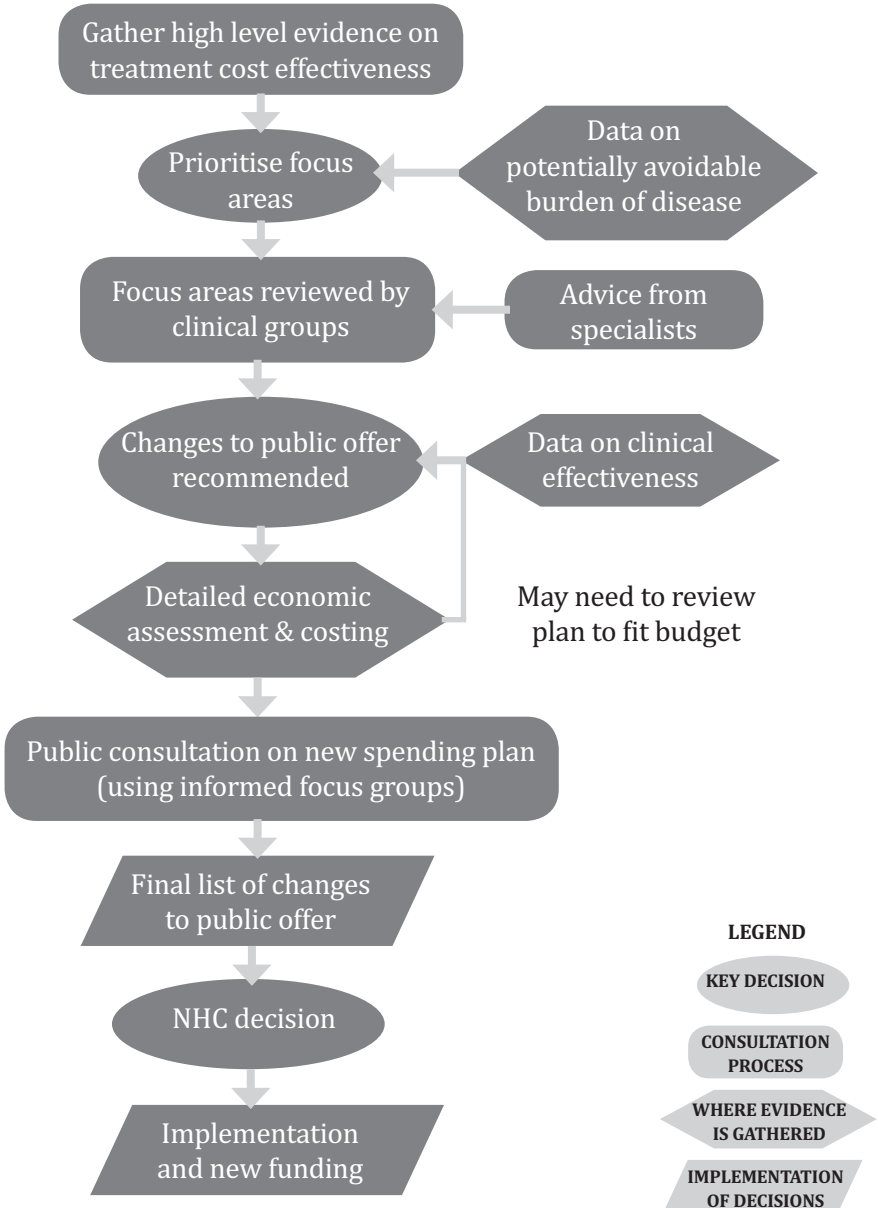 Gather high level evidence on
treatment cost effectiveness
Prioritise focus
areas
Data on
potentially avoidable
burden of disease
Focus areas reviewed by
clinical groups
Advice from
specialists
Changes to public offer
recommended
Data on clinical
effectiveness
Detailed economic
assessment & costing
May need to review
plan to fit budget
Public consultation on new spending plan
(using informed focus groups)
Final list of changes
to public offer
NHC decision
Implementation
and new funding
LEGEND
KEY DECISION
CONSULTATION
PROCESS
WHERE EVIDENCE
IS GATHERED
IMPLEMENTATION
OF DECISIONS